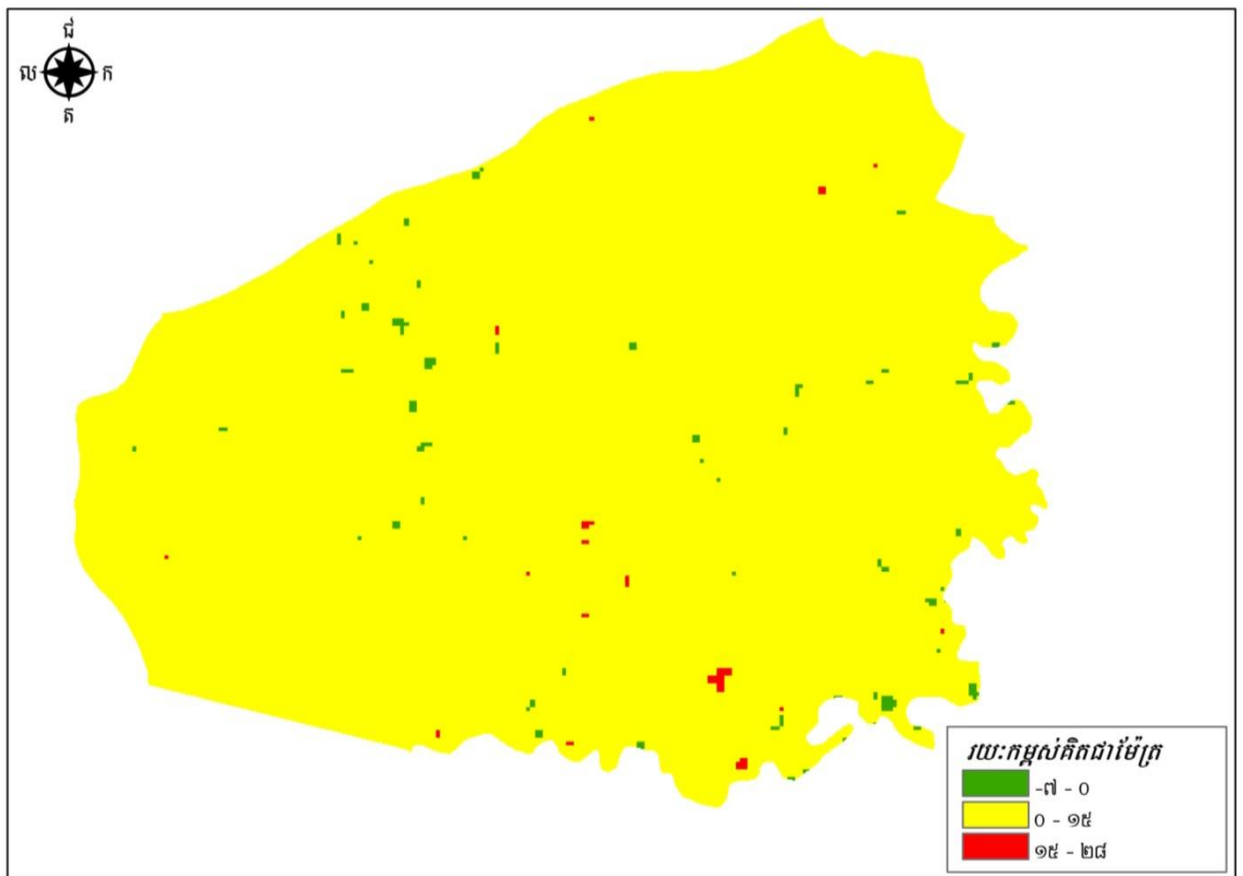 ជ
ល ក
ត
រយៈកម្ពស់គិតជាម៉ែត្រ
-៧ - ០
០ - ១៥
១៥ - ២៨